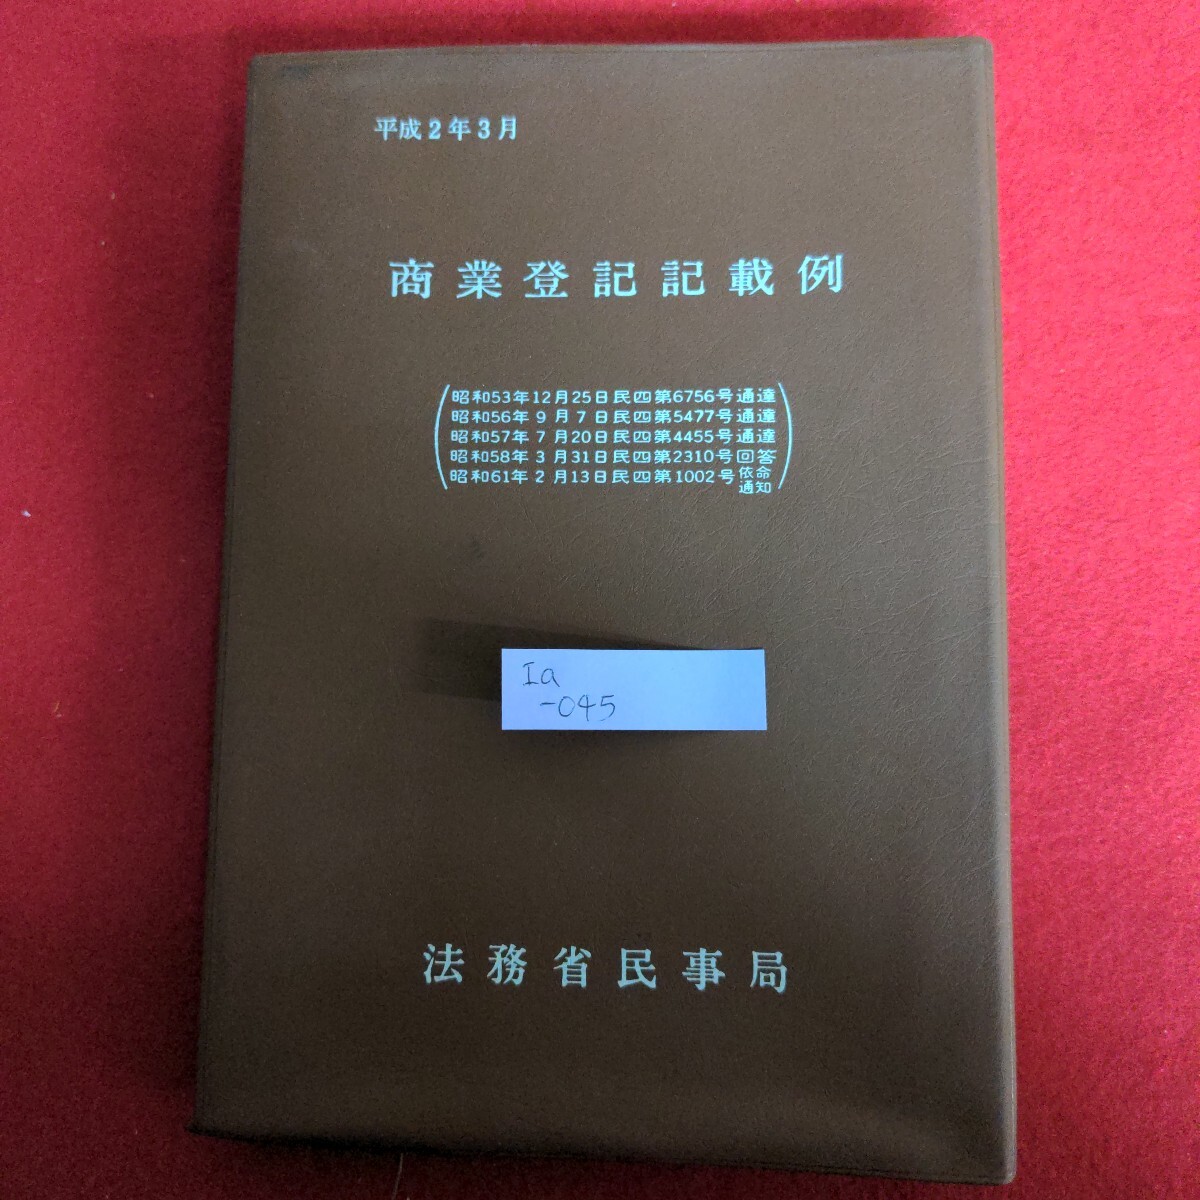 平成2年3月
商業登記記載例
昭和53年12月25日民四第6756号通達
昭和56年9月7日民四第5477号通達
昭和57年7月20日民四第4455号通達
昭和58年3月31日民四第2310号回答
昭和61年2月13日民四第1002号依命通知
Ia
-045
法務省民事局